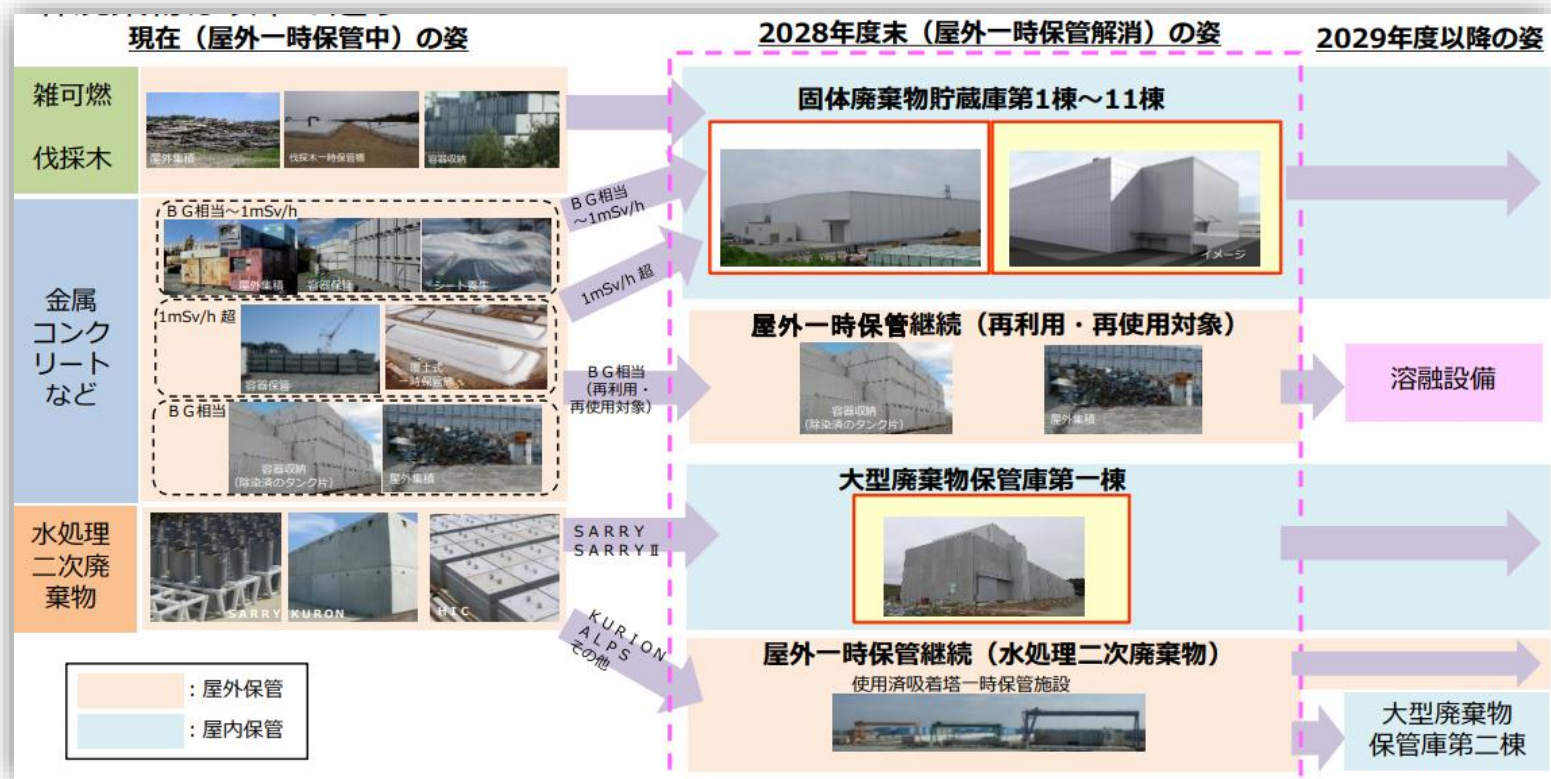 現在（屋外一時保管中）の姿
2028年度末（屋外一時保管解消）の姿
2029年度以降の姿
雑可燃
伐採木
屋外集積
伐採木一時保管槽
容器収納
固体廃棄物貯蔵庫第1棟～11棟
イメージ
金属
コンク
リート
など
ＢＧ相当～1mSv/h
屋外集積
容器保管
シート養生
1mSv/h 超
容器保管
覆土式
一時保管施
ＢＧ相当
容器収納
(除染済のタンク片)
屋外集積
ＢＧ相当
～1mSv/h
1mSv/h 超
ＢＧ相当
（再利用・
再使用対象）
屋外一時保管継続（再利用・再使用対象）
容器収納
(除染済のタンク片)
屋外集積
溶融設備
水処理
二次廃
棄物
ＳＡＲＲＹ
ＫＵＲＯＮ
ＨＩＣ
ＳＡＲＲＹ
ＳＡＲＲＹⅡ
大型廃棄物保管庫第一棟
ＫＵＲＩＯＮ
ＡＬＰＳ
その他
屋外一時保管継続（水処理二次廃棄物）
使用済吸着塔一時保管施設
大型廃棄物
保管庫第二棟
：屋外保管
：屋内保管